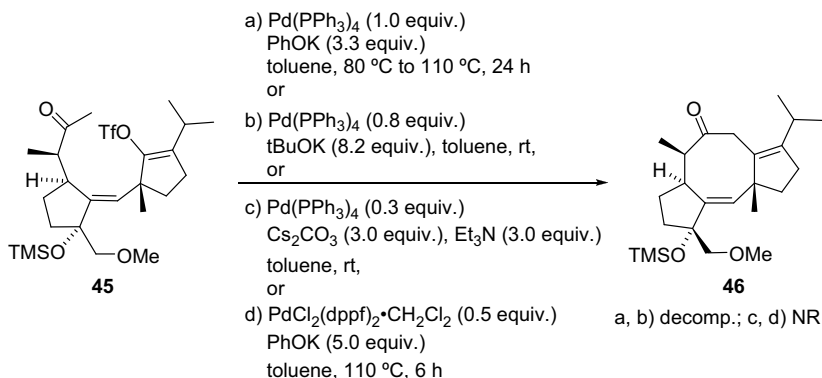 a) Pd(PPh3)4 (1.0 equiv.)
PhOK (3.3 equiv.)
toluene, 80 ºC to 110 ºC, 24 h
or
b) Pd(PPh3)4 (0.8 equiv.)
tBuOK (8.2 equiv.), toluene, rt,
or
c) Pd(PPh3)4 (0.3 equiv.)
Cs2CO3 (3.0 equiv.), Et3N (3.0 equiv.)
toluene, rt,
or
d) PdCl2(dppf)2•CH2Cl2 (0.5 equiv.)
PhOK (5.0 equiv.)
toluene, 110 ºC, 6 h
O
TfO
H
TMSO
OMe
45
O
H
TMSO
OMe
46
a, b) decomp.; c, d) NR